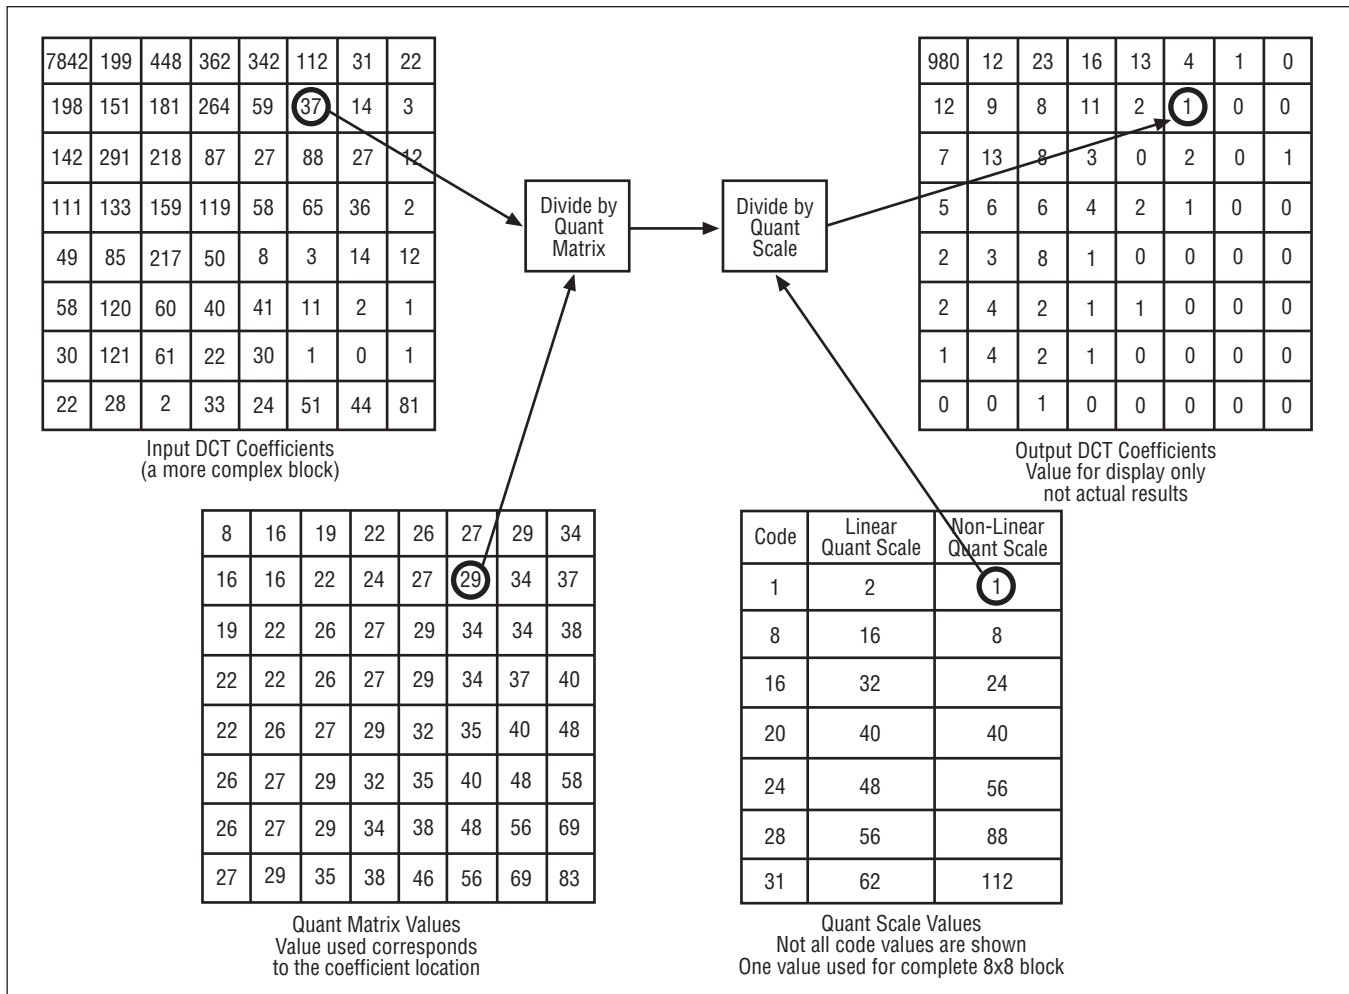 7842 199 448 362 342 112 31 22
198 151 181 264 59 37 14 3
142 291 218 87 27 88 27 12
111 133 159 119 58 65 36 2
49 85 217 50 8 3 14 12
58 120 60 40 41 11 2 1
30 121 61 22 30 1 0 1
22 28 2 33 24 51 44 81
Input DCT Coefficients
(a more complex block)
Divide by
Quant
Matrix
Divide by
Quant
Scale
980 12 23 16 13 4 1 0
12 9 8 11 2 1 0 0
7 13 8 3 0 2 0 1
5 6 6 4 2 1 0 0
2 3 8 1 0 0 0 0
2 4 2 1 1 0 0 0
1 4 2 1 0 0 0 0
0 0 1 0 0 0 0 0
Output DCT Coefficients
Value for display only
not actual results
8 16 19 22 26 27 29 34
16 16 22 24 27 29 34 37
19 22 26 27 29 34 34 38
22 22 26 27 29 34 37 40
22 26 27 29 32 35 40 48
26 27 29 32 35 40 48 58
26 27 29 34 38 48 56 69
27 29 35 38 46 56 69 83
Quant Matrix Values
Value used corresponds
to the coefficient location
Code Linear Quant Scale Non-Linear Quant Scale
1 2 1
8 16 8
16 32 24
20 40 40
24 48 56
28 56 88
31 62 112
Quant Scale Values
Not all code values are shown
One value used for complete 8x8 block